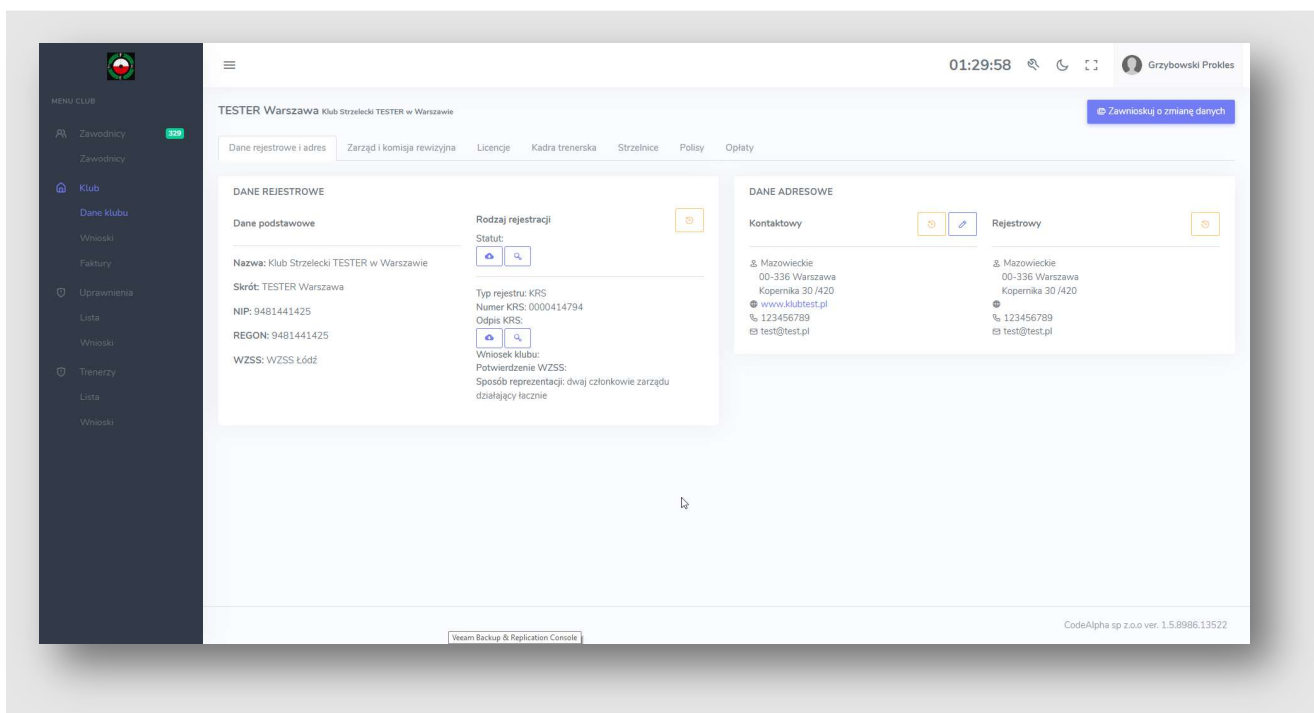 01:29:58
Grzybowski Prokles
MENU CLUB
Zawodnicy 329
Zawodnicy
Klub
Dane klubu
Wnioski
Faktury
Uprawnienia
Lista
Wnioski
Trenerzy
Lista
Wnioski
TESTER Warszawa Klub Strzelecki TESTER w Warszawie
Zawnioskuj o zmianę danych
Dane rejestrowe i adres Zarząd i komisja rewizyjna Licencje Kadra trenerska Strzelnice Polisy Opłaty
DANE REJESTROWE
Dane podstawowe
Nazwa: Klub Strzelecki TESTER w Warszawie
Skrót: TESTER Warszawa
NIP: 9481441425
REGON: 9481441425
WZSS: WZSS Łódź
Rodzaj rejestracji
Statut:
Typ rejestru: KRS
Numer KRS: 0000414794
Odpis KRS:
Wniosek klubu:
Potwierdzenie WZSS:
Sposób reprezentacji: dwaj członkowie zarządu
działający łacznie
DANE ADRESOWE
Kontaktowy
Mazowieckie
00-336 Warszawa
Kopernika 30 /420
www.klubtest.pl
123456789
test@test.pl
Rejestrowy
Mazowieckie
00-336 Warszawa
Kopernika 30 /420
123456789
test@test.pl
CodeAlpha sp z.o.o ver. 1.5.8986.13522
Veeam Backup & Replication Console